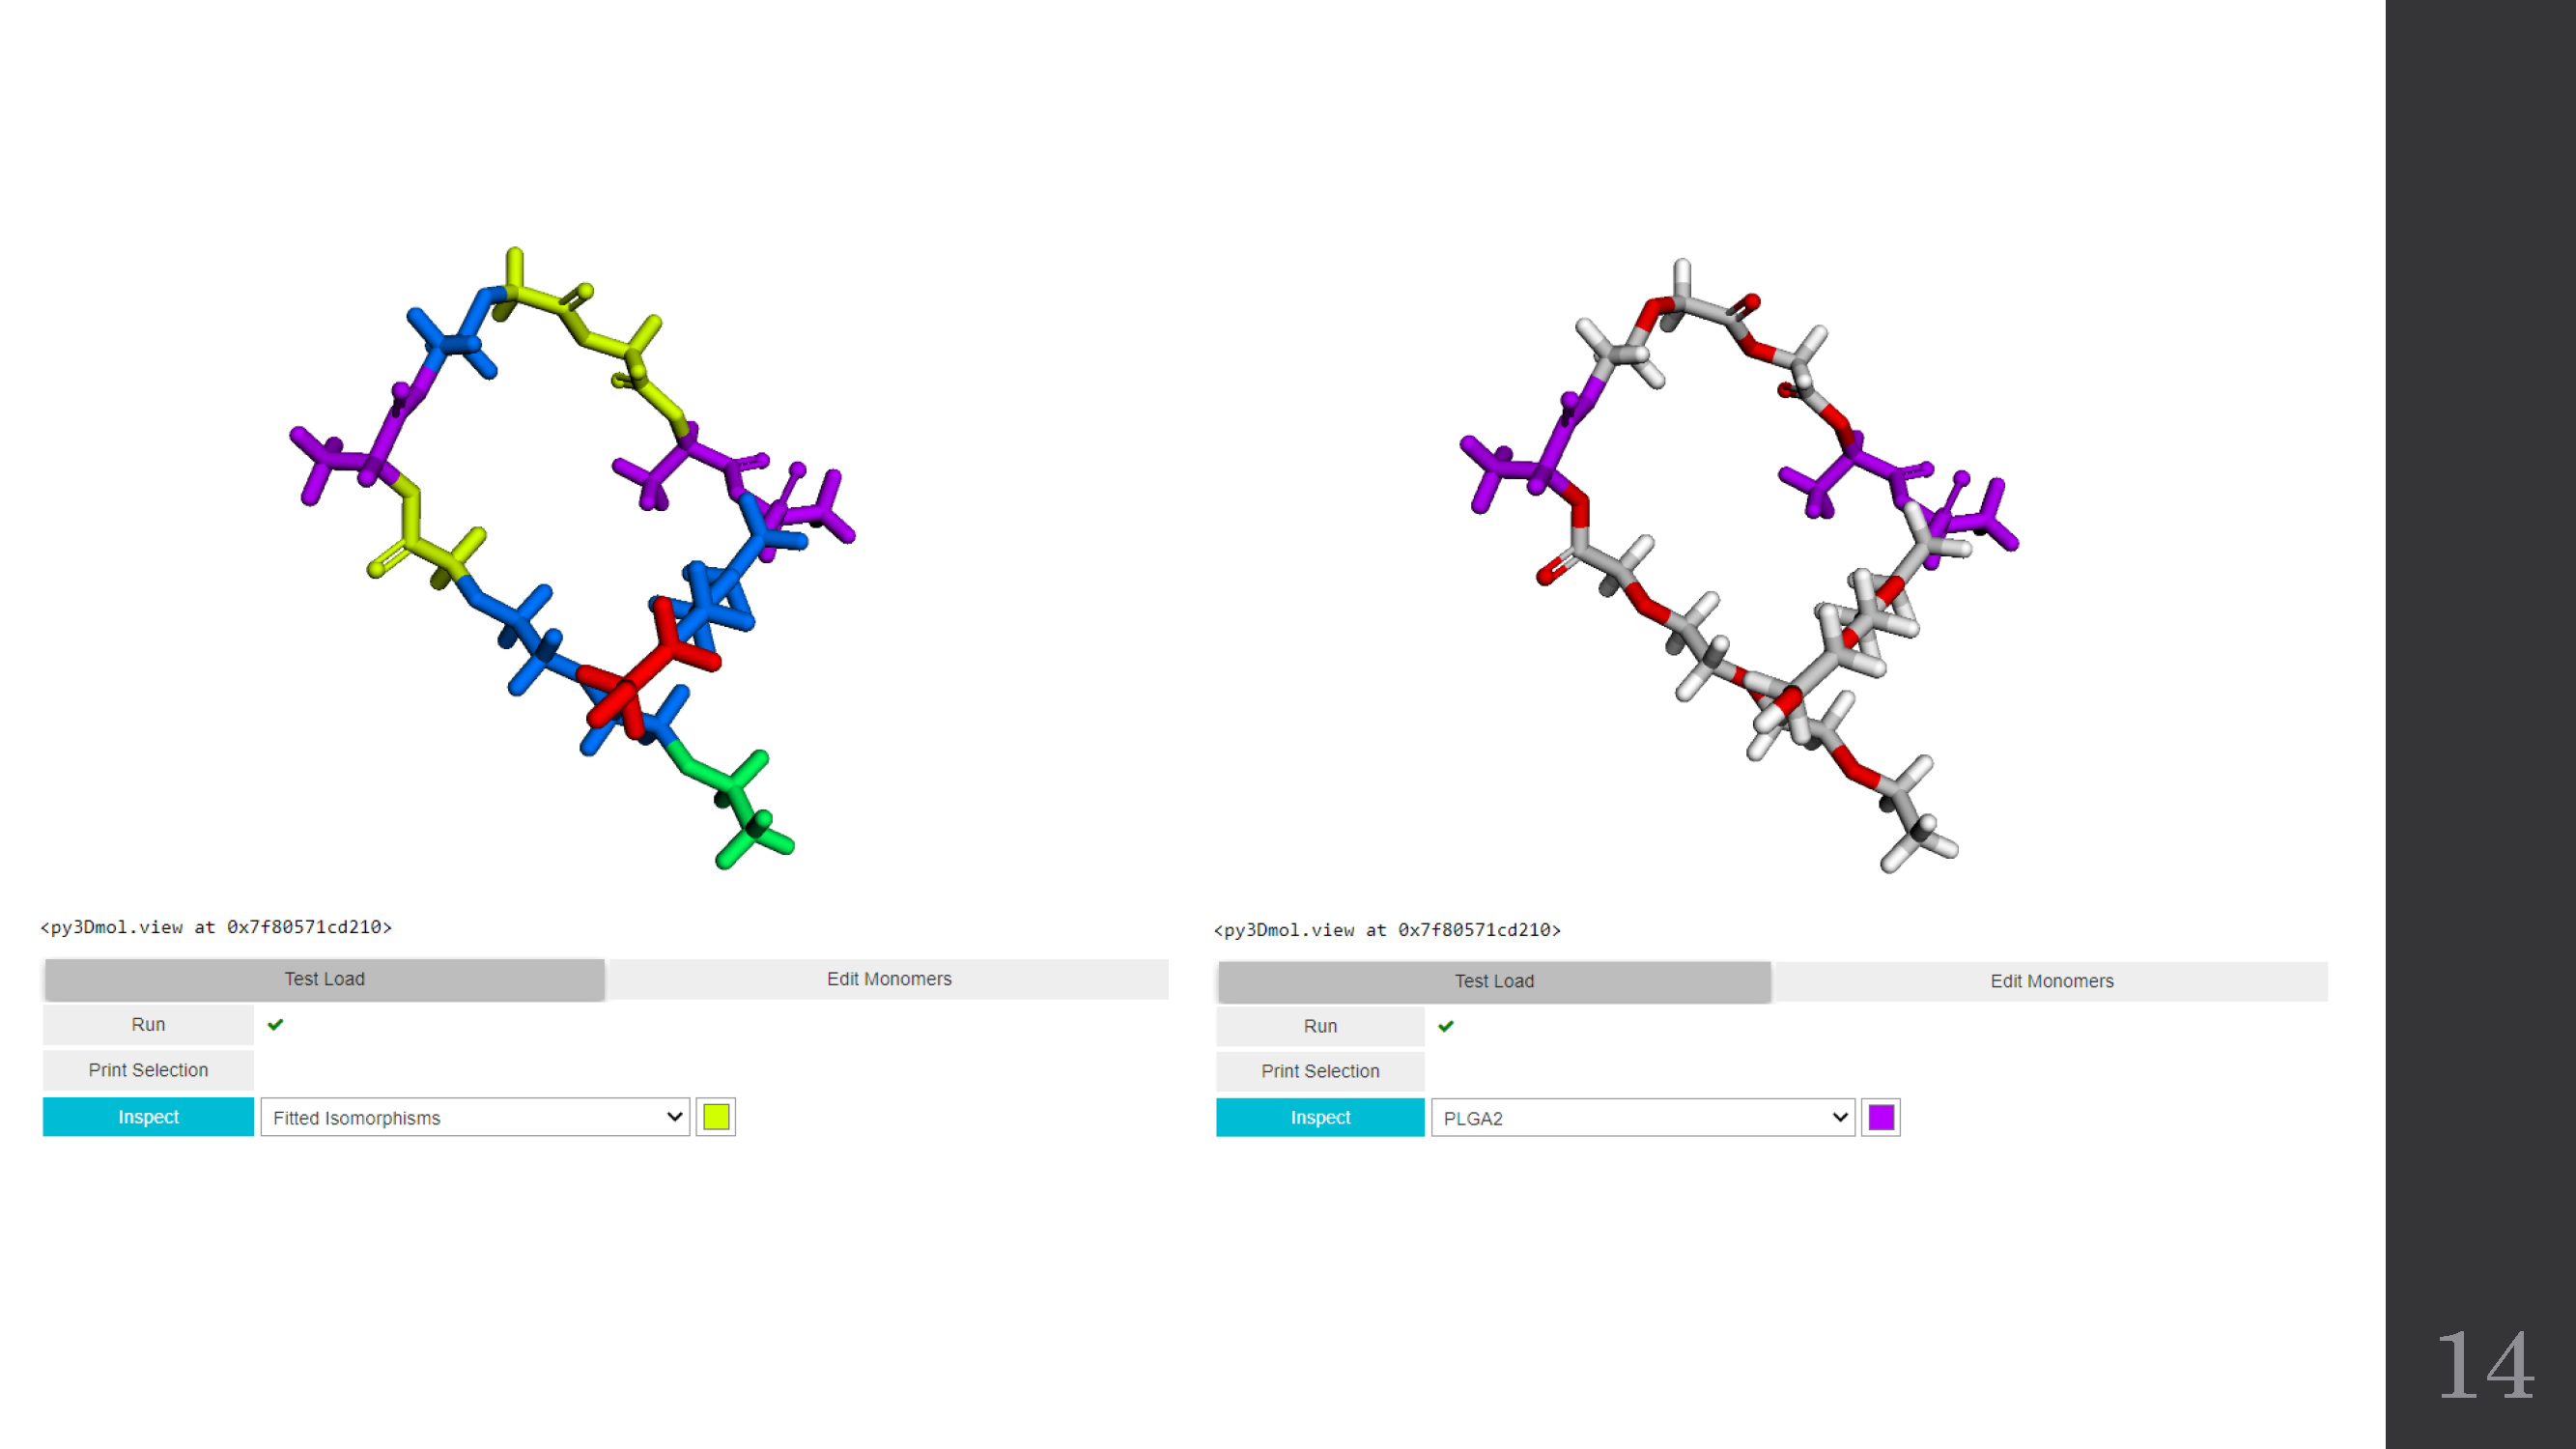 <py3Dmol.view at 0x7f80571cd210>
Test Load
Edit Monomers
Run
Print Selection
Inspect
Fitted Isomorphisms
<py3Dmol.view at 0x7f80571cd210>
Test Load
Edit Monomers
Run
Print Selection
Inspect
PLGA2
14